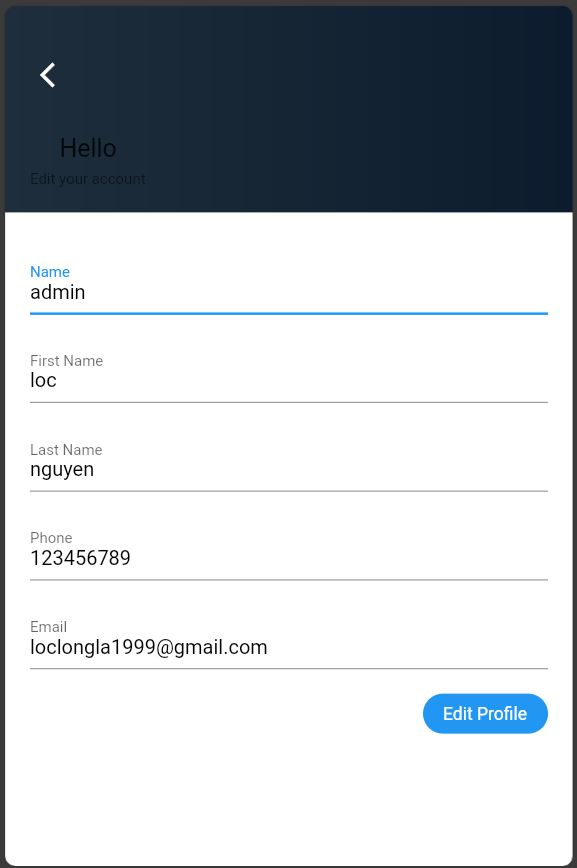 Hello
Edit your account
Name
admin
First Name
loc
Last Name
nguyen
Phone
123456789
Email
loclongla1999@gmail.com
Edit Profile